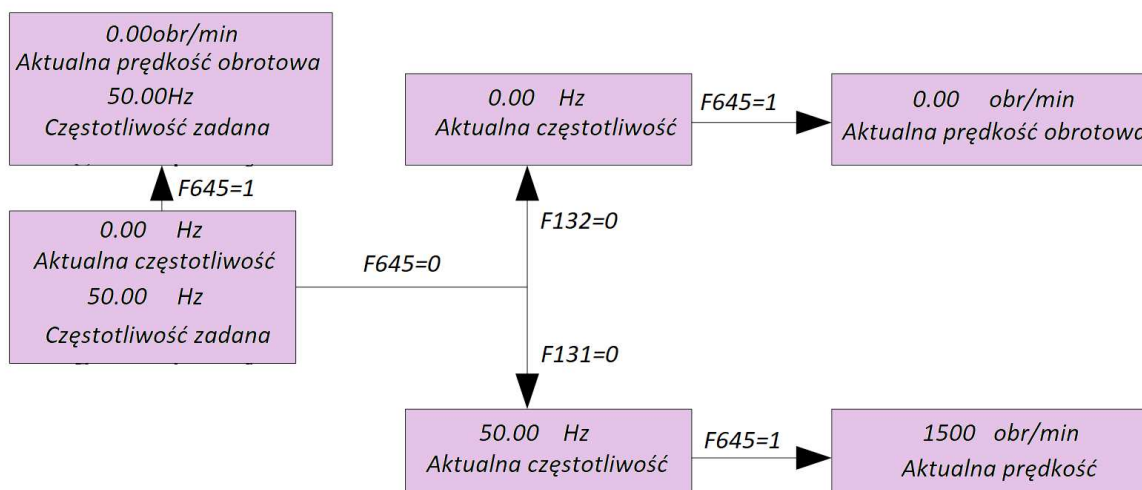 0.00obr/min
Aktualna prędkość obrotowa
50.00Hz
Częstotliwość zadana
F645=1
0.00 Hz
Aktualna częstotliwość
50.00 Hz
Częstotliwość zadana
F645=0
0.00 Hz
Aktualna częstotliwość
F645=1
0.00 obr/min
Aktualna prędkość obrotowa
F132=0
F131=0
50.00 Hz
Aktualna częstotliwość
F645=1
1500 obr/min
Aktualna prędkość